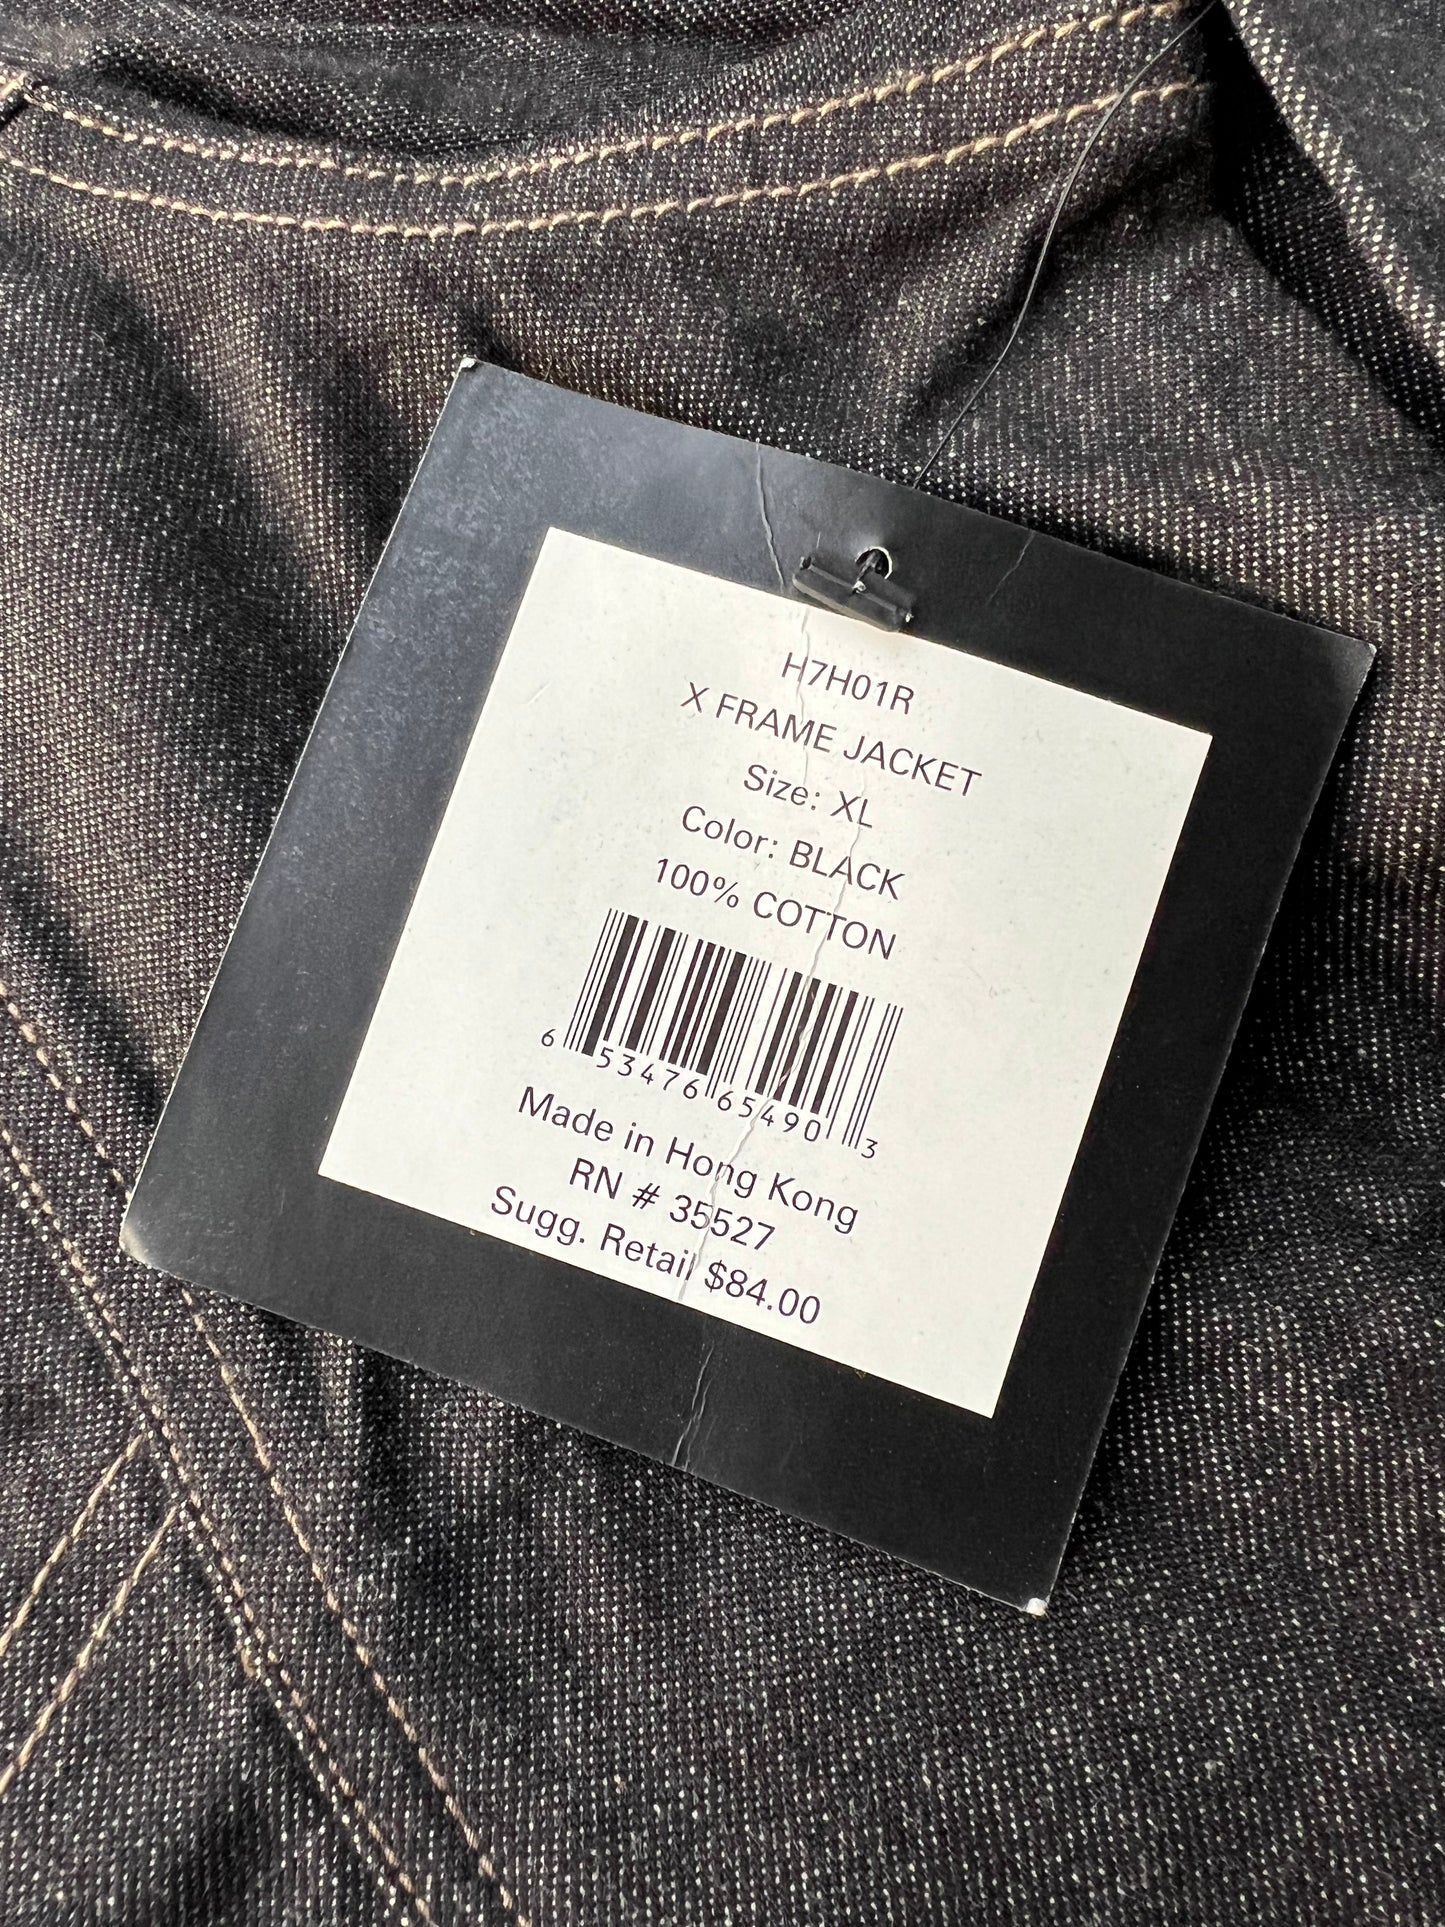 H7H01R
X FRAME JACKET
Size: XL
Color: BLACK
100% COTTON
6 53476 65490 3
Made in Hong Kong
RN # 35527
Sugg. Retail $84.00